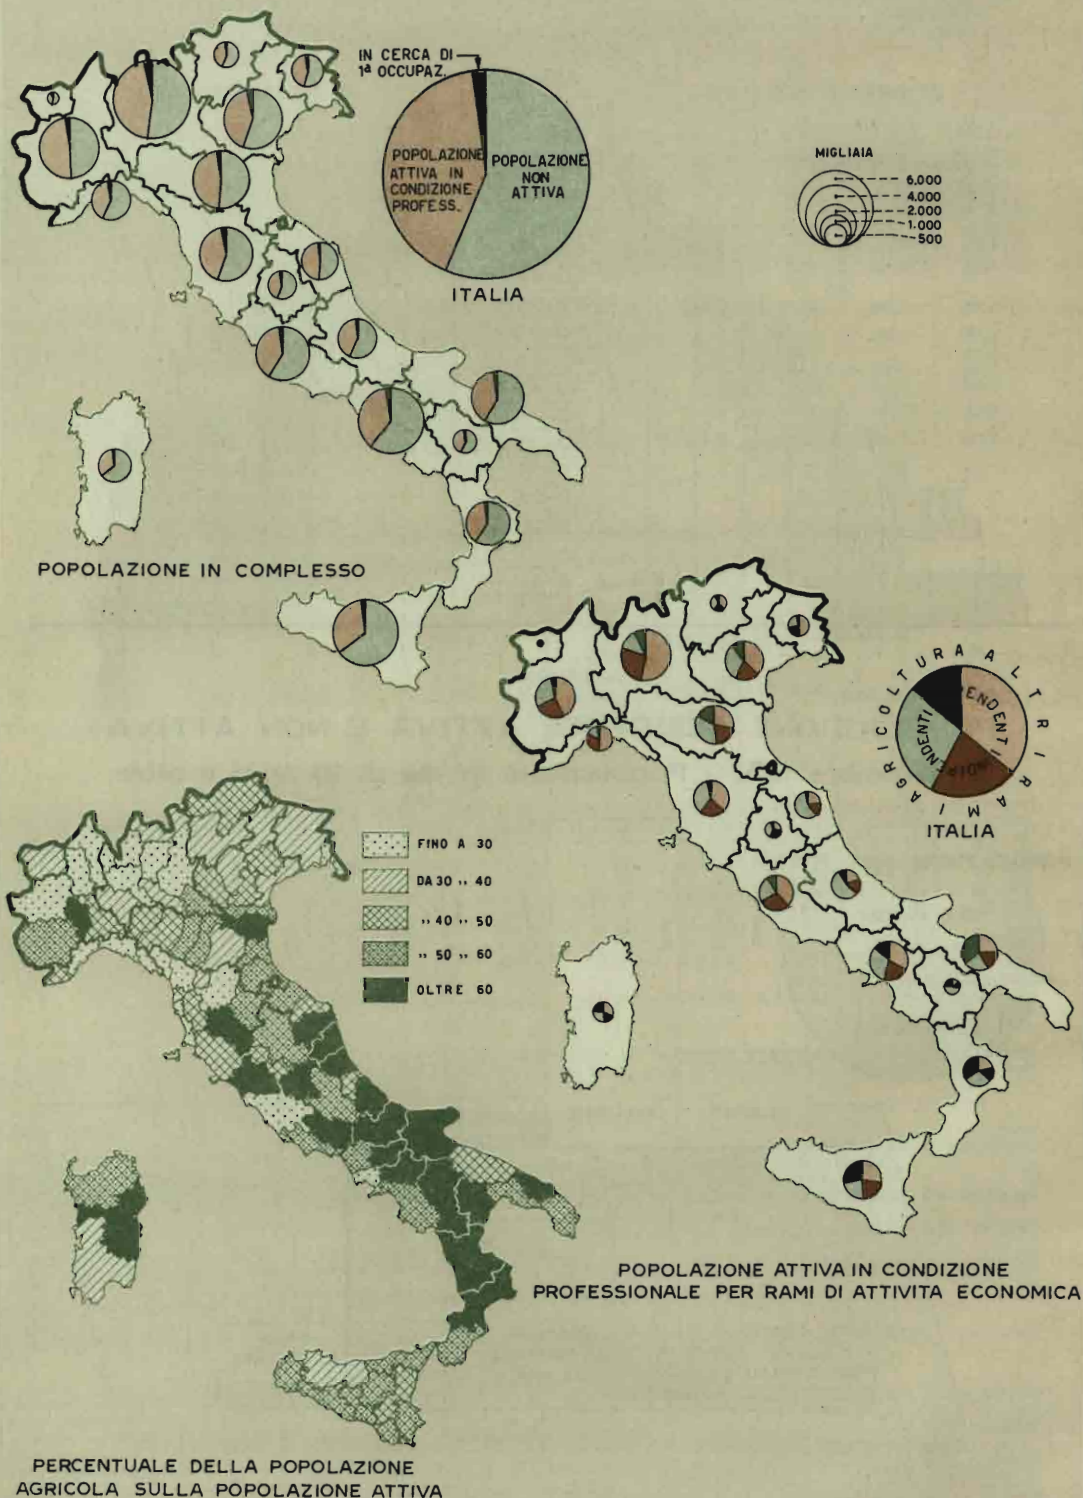 IN CERCA DI
1ª OCCUPAZ.
POPOLAZIONE
ATTIVA IN
CONDIZIONE
PROFESS.
POPOLAZIONE
NON
ATTIVA
ITALIA
MIGLIAIA
6.000
4.000
2.000
1.000
500
POPOLAZIONE IN COMPLESSO
AGRICOLTURA
ALTRI RAMI
DIPENDENTI
INDIPENDENTI
ITALIA
POPOLAZIONE ATTIVA IN CONDIZIONE
PROFESSIONALE PER RAMI DI ATTIVITA ECONOMICA
FINO A 30
DA 30 „ 40
„ 40 „ 50
„ 50 „ 60
OLTRE 60
PERCENTUALE DELLA POPOLAZIONE
AGRICOLA SULLA POPOLAZIONE ATTIVA